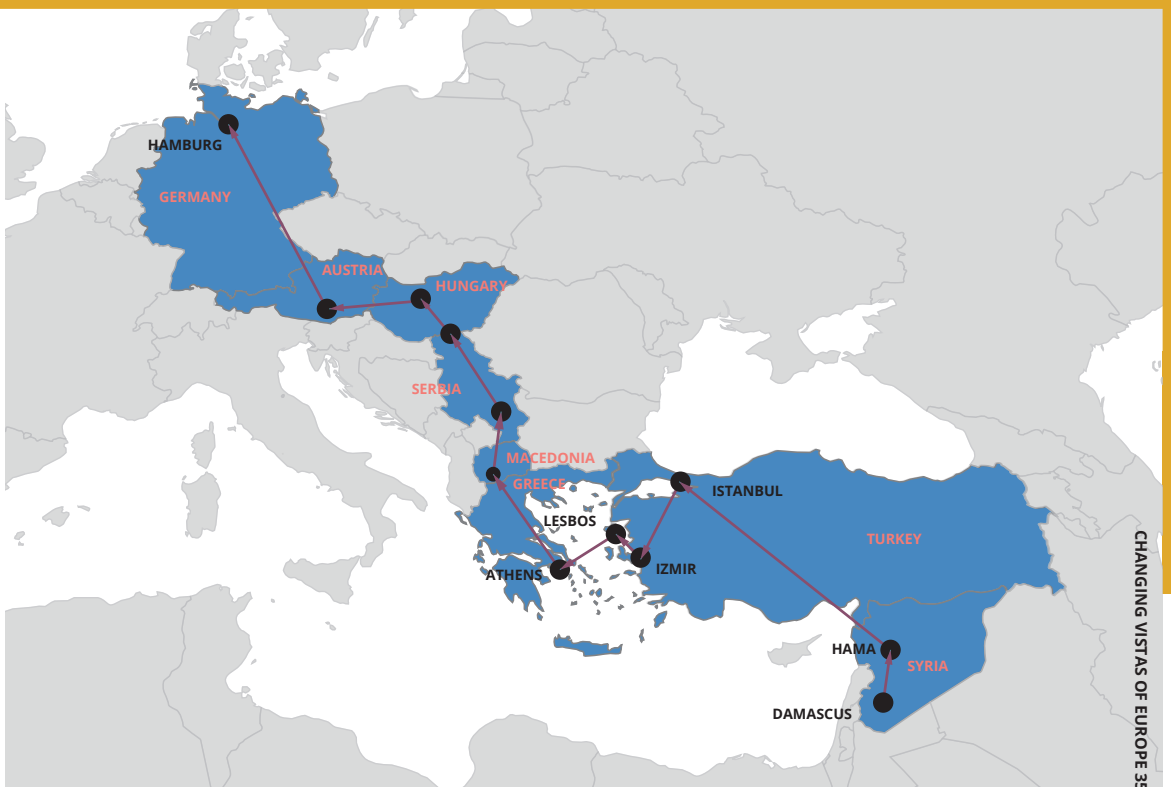 HAMBURG
GERMANY
AUSTRIA
HUNGARY
SERBIA
MACEDONIA
GREECE
ISTANBUL
LESBOS
TURKEY
IZMIR
ATHENS
HAMA
SYRIA
DAMASCUS
CHANGING VISTAS OF EUROPE 35